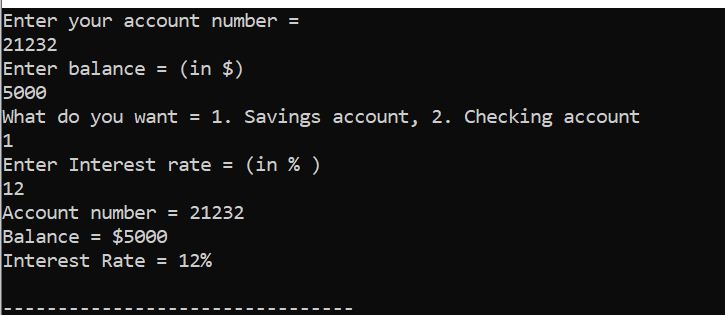 Enter your account number =
21232
Enter balance = (in $)
5000
What do you want = 1. Savings account, 2. Checking account
1
Enter Interest rate = (in % )
12
Account number = 21232
Balance = $5000
Interest Rate = 12%
--------------------------------